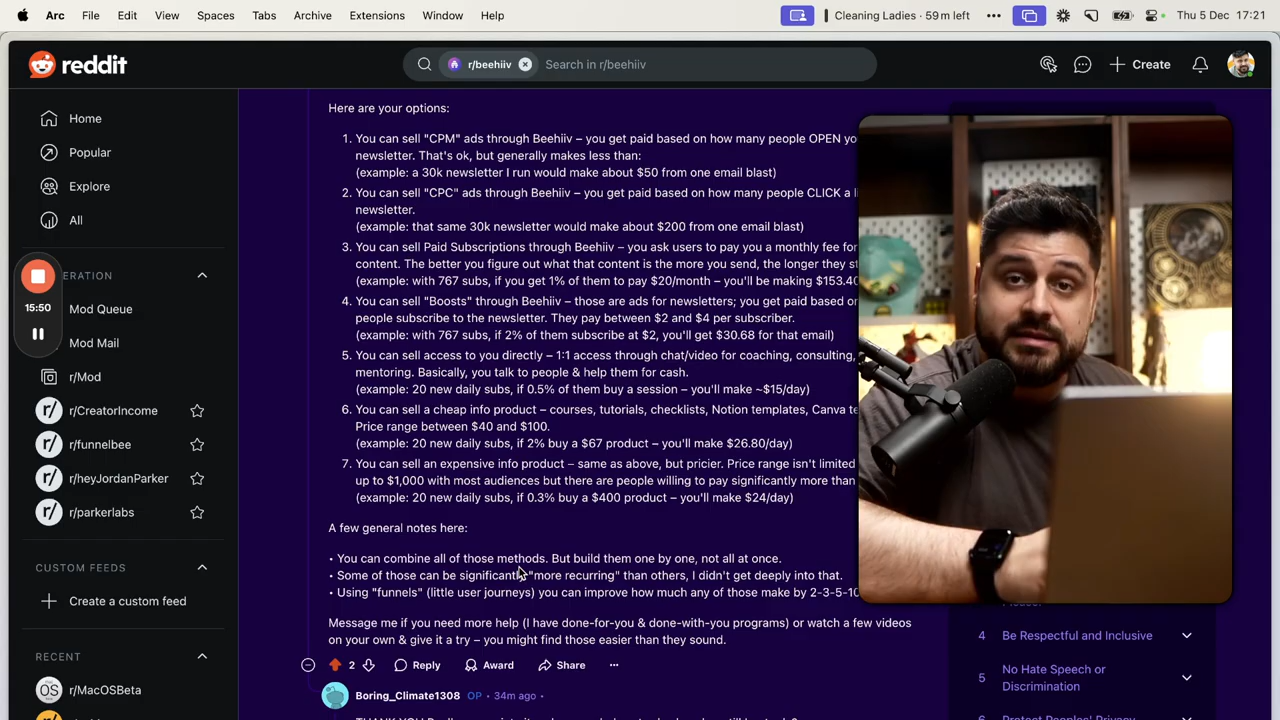 Arc File Edit View Spaces Tabs Archive Extensions Window Help Cleaning Ladies · 59m left Thu 5 Dec 17:21
reddit r/beehiiv Search in r/beehiiv Create
Home
Popular
Explore
All
ERATION
15:50
Mod Queue
Mod Mail
r/Mod
r/ r/CreatorIncome
r/ r/funnelbee
r/ r/heyJordanParker
r/ r/parkerlabs
CUSTOM FEEDS
Create a custom feed
RECENT
OS r/MacOSBeta
Here are your options:
1. You can sell "CPM" ads through Beehiiv – you get paid based on how many people OPEN yo
newsletter. That's ok, but generally makes less than:
(example: a 30k newsletter I run would make about $50 from one email blast)
2. You can sell "CPC" ads through Beehiiv – you get paid based on how many people CLICK a li
newsletter.
(example: that same 30k newsletter would make about $200 from one email blast)
3. You can sell Paid Subscriptions through Beehiiv – you ask users to pay you a monthly fee for
content. The better you figure out what that content is the more you send, the longer they st
(example: with 767 subs, if you get 1% of them to pay $20/month – you'll be making $153.40
4. You can sell "Boosts" through Beehiiv – those are ads for newsletters; you get paid based or
people subscribe to the newsletter. They pay between $2 and $4 per subscriber.
(example: with 767 subs, if 2% of them subscribe at $2, you'll get $30.68 for that email)
5. You can sell access to you directly – 1:1 access through chat/video for coaching, consulting,
mentoring. Basically, you talk to people & help them for cash.
(example: 20 new daily subs, if 0.5% of them buy a session – you'll make ~$15/day)
6. You can sell a cheap info product – courses, tutorials, checklists, Notion templates, Canva te
Price range between $40 and $100.
(example: 20 new daily subs, if 2% buy a $67 product – you'll make $26.80/day)
7. You can sell an expensive info product – same as above, but pricier. Price range isn't limited
up to $1,000 with most audiences but there are people willing to pay significantly more than
(example: 20 new daily subs, if 0.3% buy a $400 product – you'll make $24/day)
A few general notes here:
• You can combine all of those methods. But build them one by one, not all at once.
• Some of those can be significantly "more recurring" than others, I didn't get deeply into that.
• Using "funnels" (little user journeys) you can improve how much any of those make by 2-3-5-10
Message me if you need more help (I have done-for-you & done-with-you programs) or watch a few videos
on your own & give it a try – you might find those easier than they sound.
2 Reply Award Share
Boring_Climate1308 OP • 34m ago •
4 Be Respectful and Inclusive
5 No Hate Speech or
Discrimination